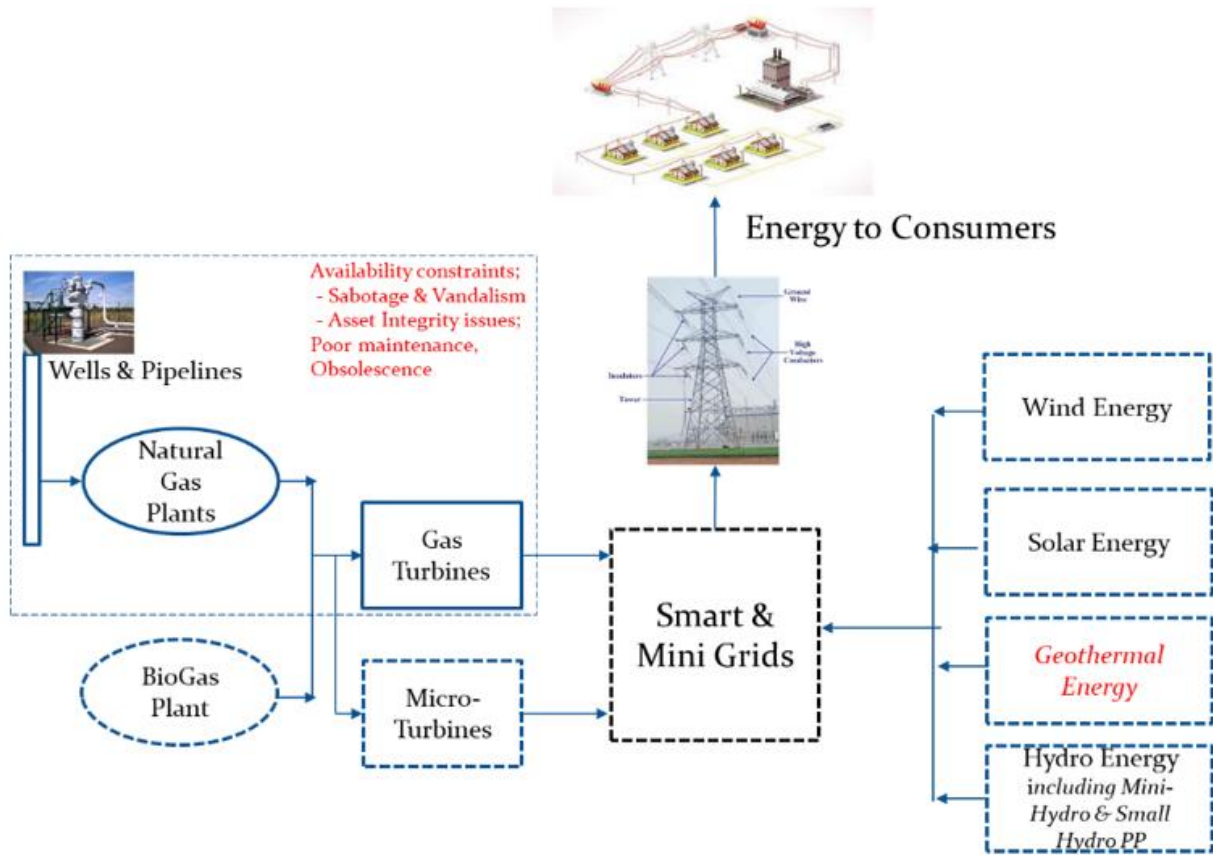 Energy to Consumers
Availability constraints;
- Sabotage & Vandalism
- Asset Integrity issues;
Poor maintenance,
Obsolescence
Wells & Pipelines
Natural
Gas
Plants
Gas
Turbines
BioGas
Plant
Micro-
Turbines
Ground
Wire
High
Voltage
Conductors
Insulators
Tower
Smart &
Mini Grids
Wind Energy
Solar Energy
Geothermal
Energy
Hydro Energy
including Mini-
Hydro & Small
Hydro PP